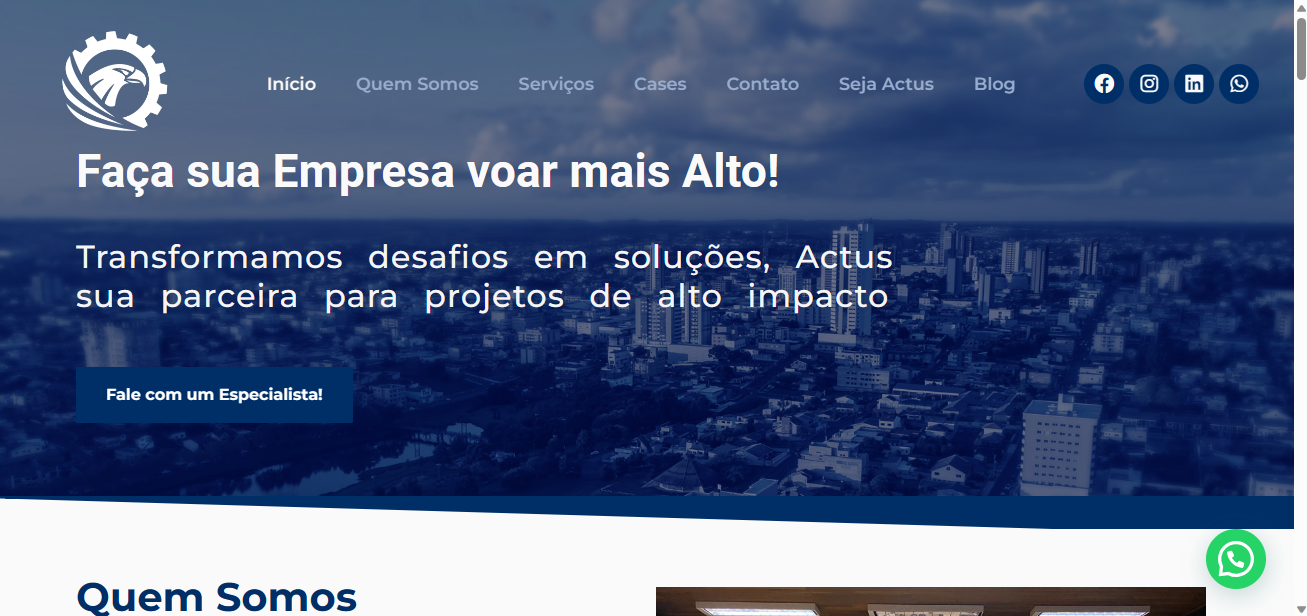 Início Quem Somos Serviços Cases Contato Seja Actus Blog
Faça sua Empresa voar mais Alto!
Transformamos desafios em soluções, Actus
sua parceira para projetos de alto impacto
Fale com um Especialista!
Quem Somos